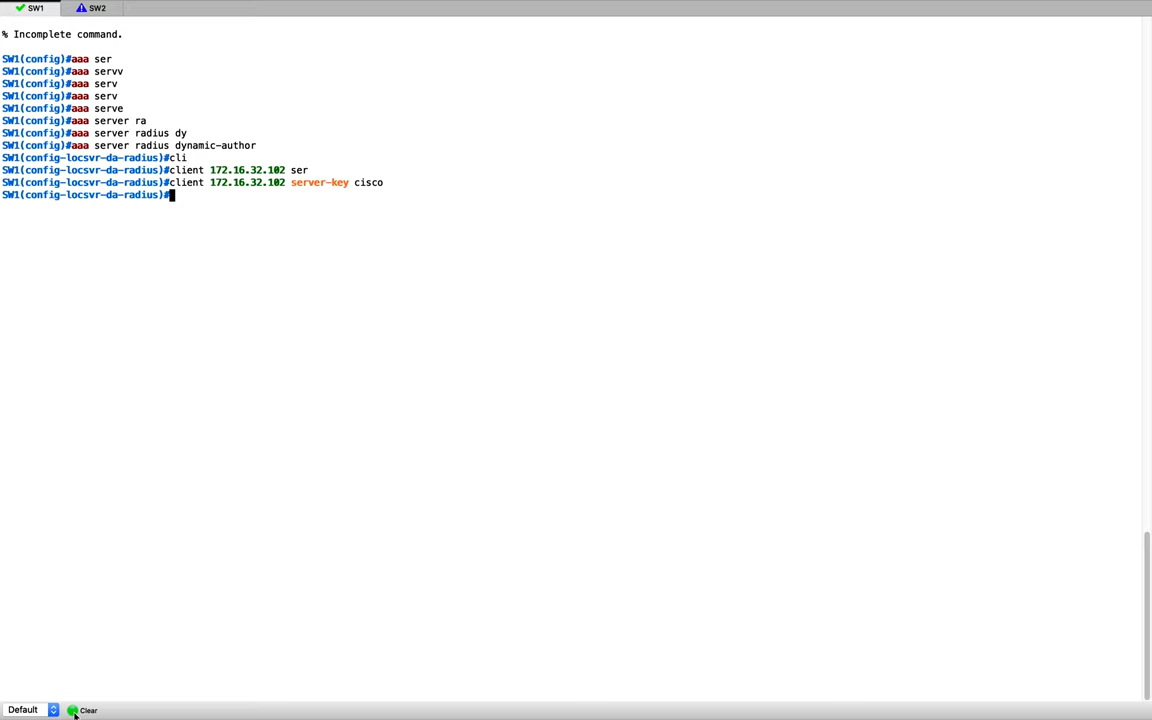 SW1 SW2
% Incomplete command.
SW1(config)#aaa ser
SW1(config)#aaa servv
SW1(config)#aaa serv
SW1(config)#aaa serv
SW1(config)#aaa serve
SW1(config)#aaa server ra
SW1(config)#aaa server radius dy
SW1(config)#aaa server radius dynamic-author
SW1(config-locsvr-da-radius)#cli
SW1(config-locsvr-da-radius)#client 172.16.32.102 ser
SW1(config-locsvr-da-radius)#client 172.16.32.102 server-key cisco
SW1(config-locsvr-da-radius)#
Default Clear